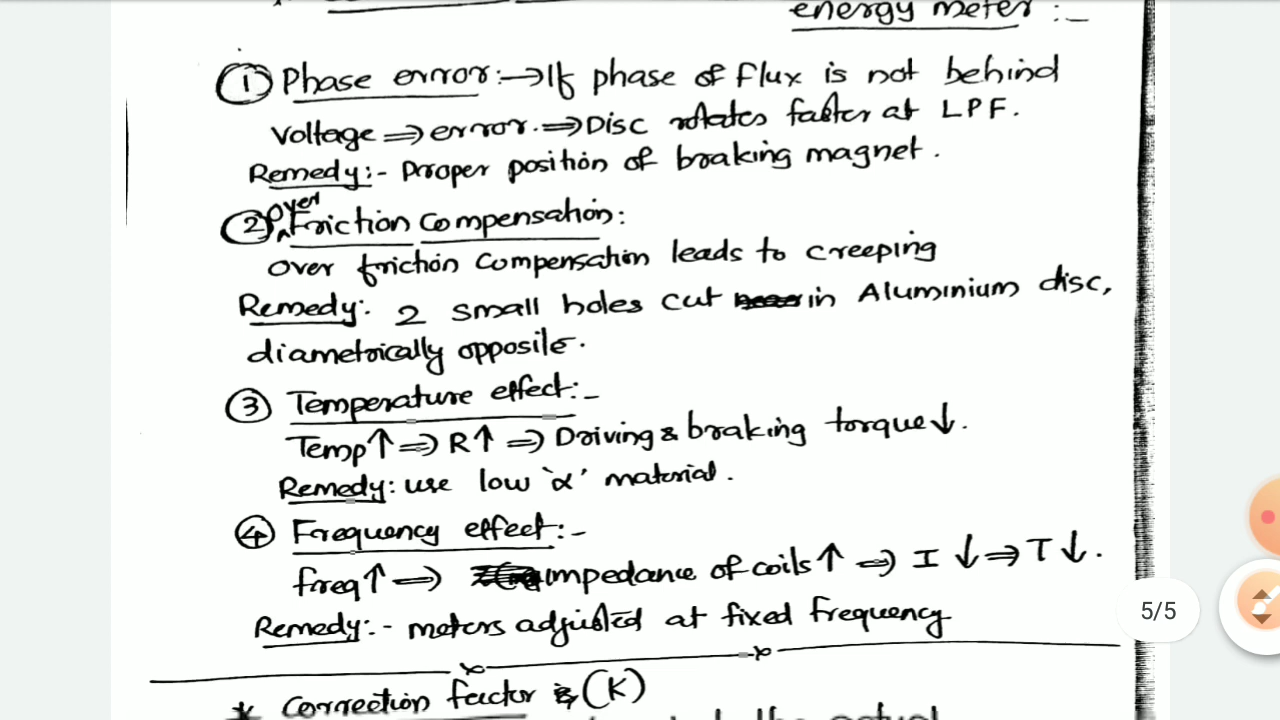 energy meter :-
① Phase error :→ If phase of flux is not behind
voltage ⇒ error. ⇒ Disc rotates faster at LPF.
Remedy :- Proper position of braking magnet.
② Over Friction compensation :
over friction compensation leads to creeping
Remedy: 2 small holes cut in Aluminium disc,
diametrically opposite.
③ Temperature effect :-
Temp ↑ ⇒ R ↑ ⇒ Driving & braking torque ↓.
Remedy : use low 'α' material.
④ Frequency effect :-
freq ↑ ⇒ impedance of coils ↑ ⇒ I ↓ ⇒ T ↓.
Remedy :- meters adjusted at fixed frequency
5/5
* Correction factor (K)
the actual